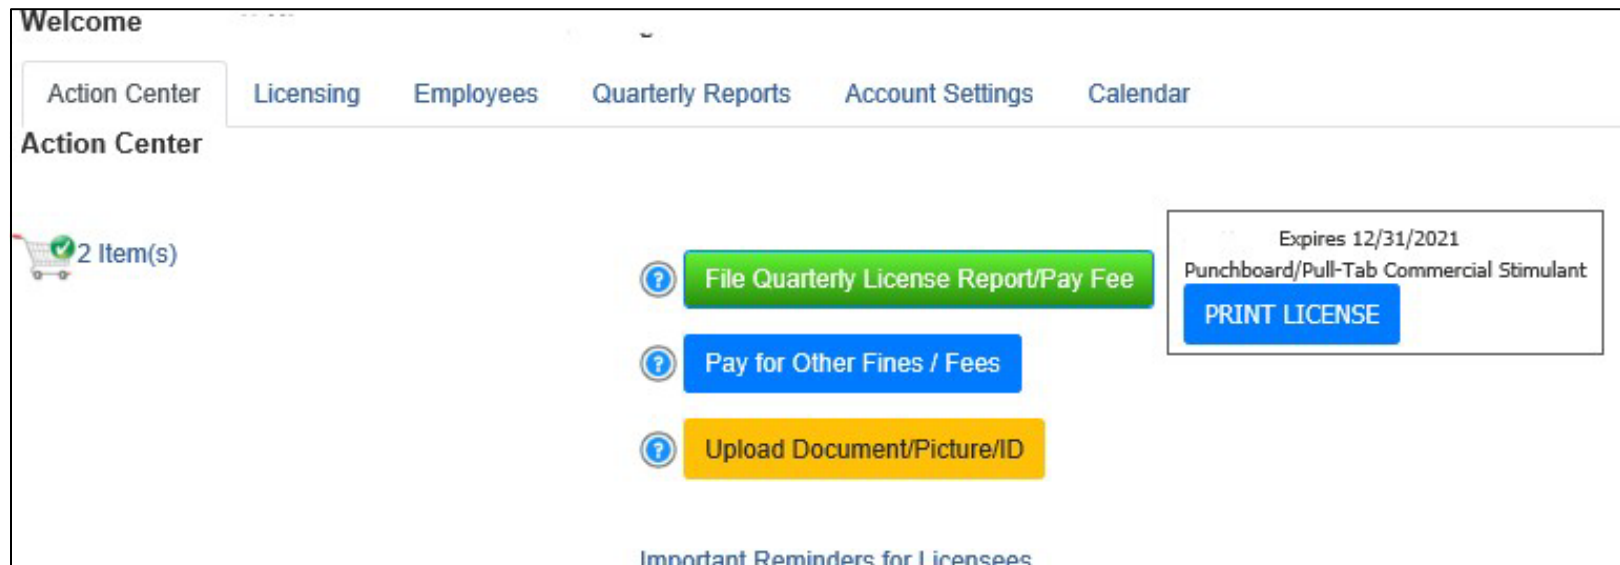 Welcome
Action Center Licensing Employees Quarterly Reports Account Settings Calendar
Action Center
2 Item(s)
File Quarterly License Report/Pay Fee
Pay for Other Fines / Fees
Upload Document/Picture/ID
Expires 12/31/2021
Punchboard/Pull-Tab Commercial Stimulant
PRINT LICENSE
Important Reminders for Licensees